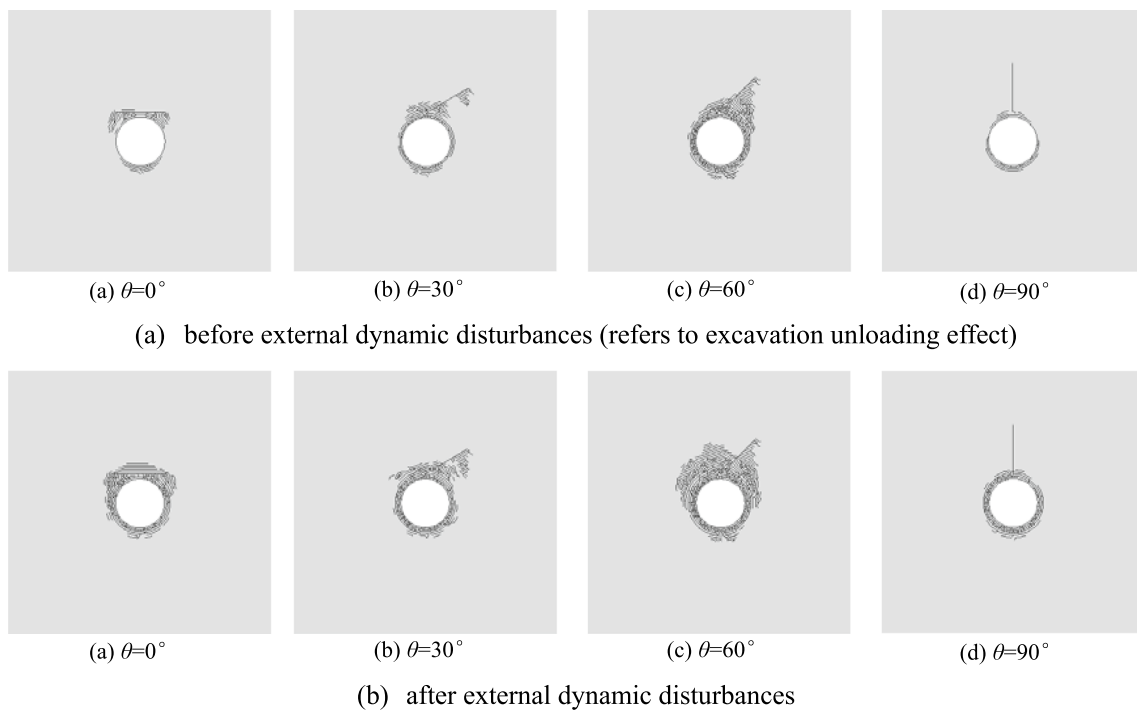 (a) θ=0°
(b) θ=30°
(c) θ=60°
(d) θ=90°
(a) before external dynamic disturbances (refers to excavation unloading effect)
(a) θ=0°
(b) θ=30°
(c) θ=60°
(d) θ=90°
(b) after external dynamic disturbances